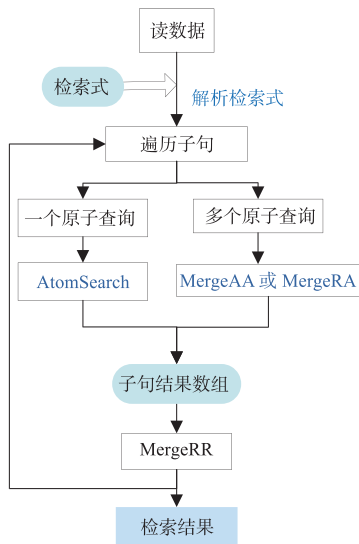 读数据
检索式
解析检索式
遍历子句
一个原子查询
多个原子查询
AtomSearch
MergeAA 或 MergeRA
子句结果数组
MergeRR
检索结果